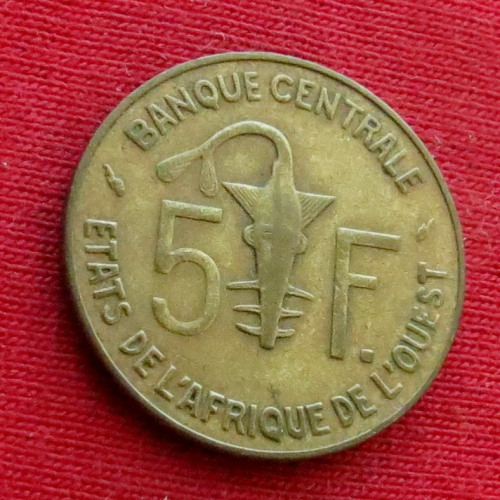 BANQUE CENTRALE
5 F.
ETATS DE L'AFRIQUE DE L'OUEST